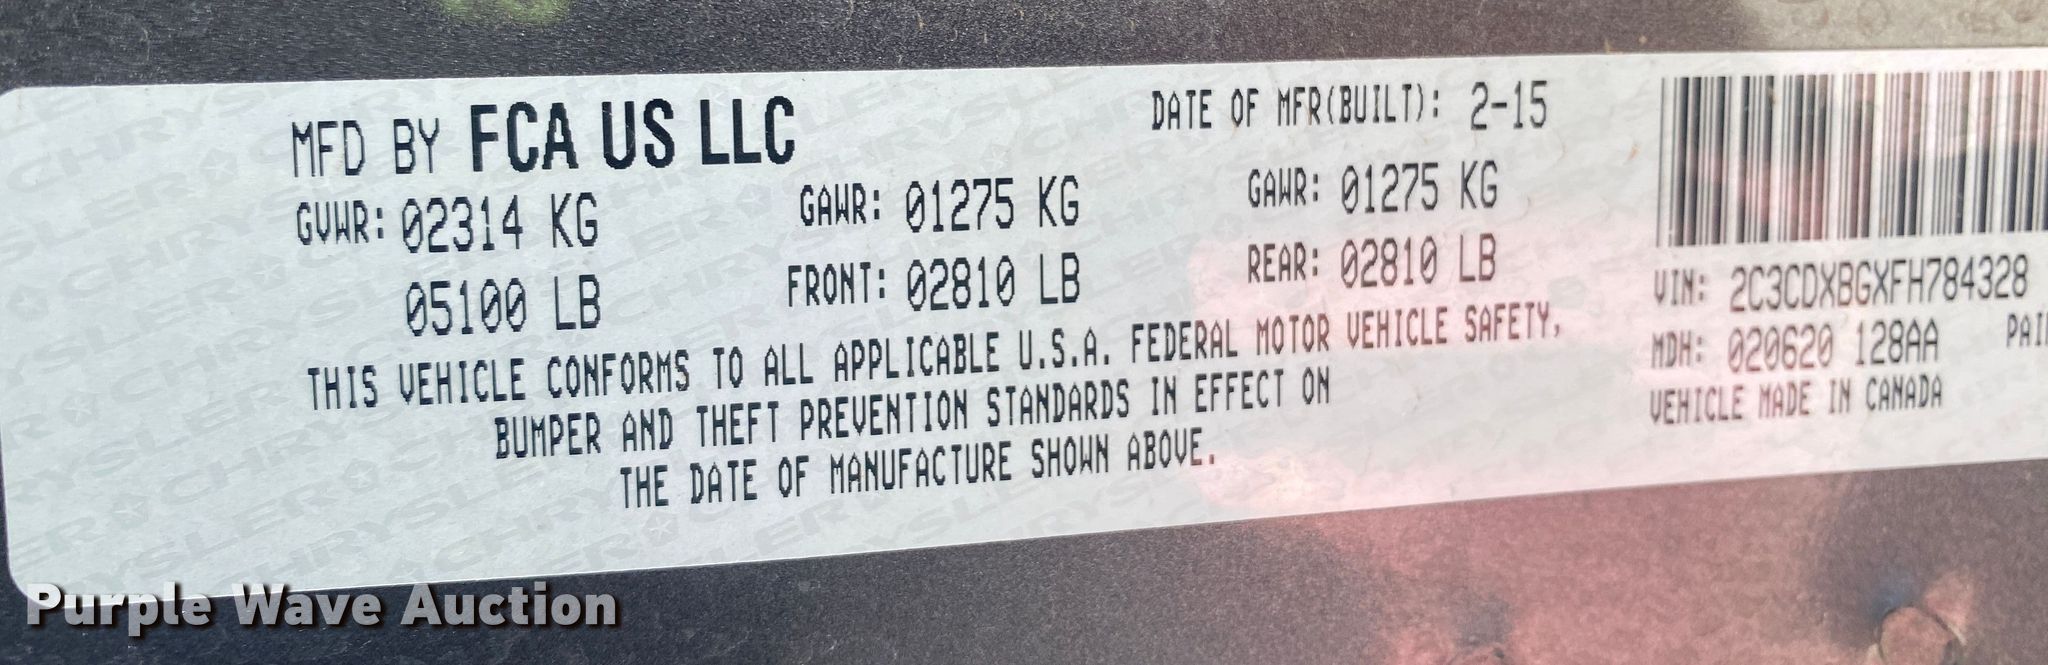 MFD BY FCA US LLC
DATE OF MFR(BUILT): 2-15
GVWR: 02314 KG
GAWR: 01275 KG
GAWR: 01275 KG
05100 LB
FRONT: 02810 LB
REAR: 02810 LB
THIS VEHICLE CONFORMS TO ALL APPLICABLE U.S.A. FEDERAL MOTOR VEHICLE SAFETY,
BUMPER AND THEFT PREVENTION STANDARDS IN EFFECT ON
THE DATE OF MANUFACTURE SHOWN ABOVE.
VIN: 2C3CDXBGXFH784328
MDH: 020620 128AA
VEHICLE MADE IN CANADA
Purple Wave Auction